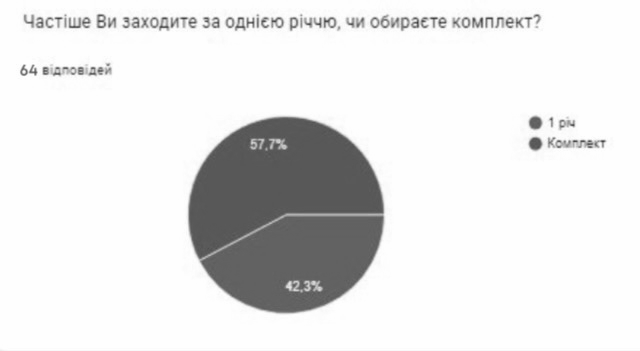 Частіше Ви заходите за однією річчю, чи обираєте комплект?
64 відповідей
57,7%
42,3%
1 річ
Комплект